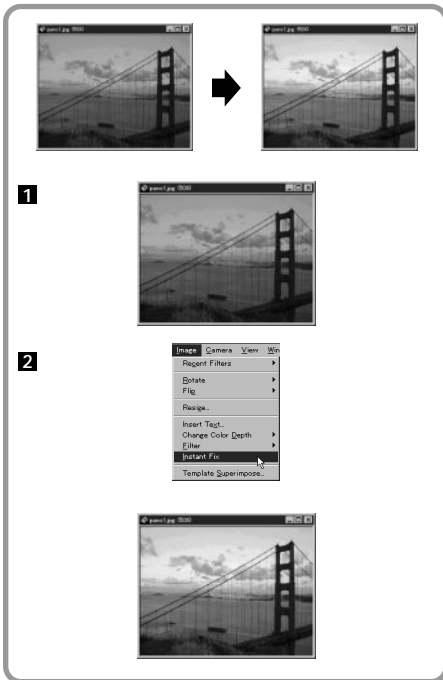 1
2
Image Camera View Win
Recent Filters
Rotate
Flip
Resize...
Insert Text...
Change Color Depth
Filter
Instant Fix
Template Superimpose...